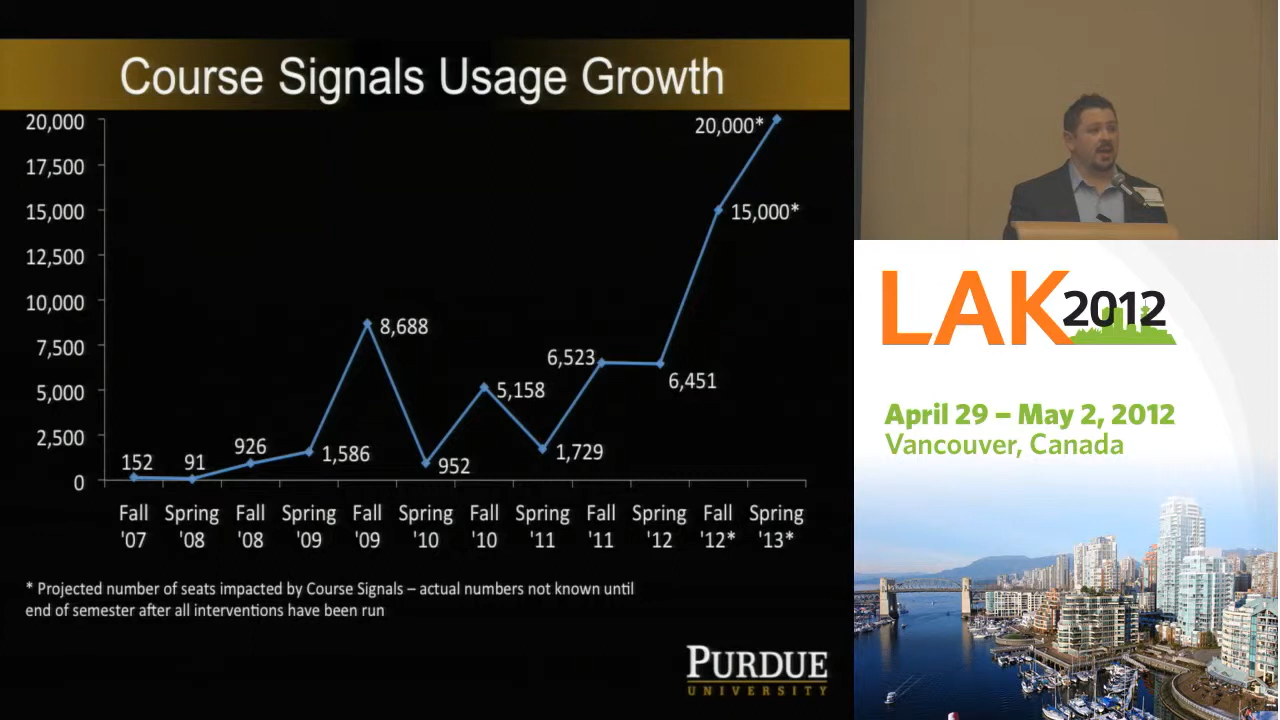 Course Signals Usage Growth
20,000
17,500
15,000
12,500
10,000
7,500
5,000
2,500
0
152
91
926
1,586
8,688
952
5,158
1,729
6,523
6,451
15,000*
20,000*
Fall '07
Spring '08
Fall '08
Spring '09
Fall '09
Spring '10
Fall '10
Spring '11
Fall '11
Spring '12
Fall '12*
Spring '13*
* Projected number of seats impacted by Course Signals – actual numbers not known until
end of semester after all interventions have been run
PURDUE
UNIVERSITY
LAK2012
April 29 – May 2, 2012
Vancouver, Canada